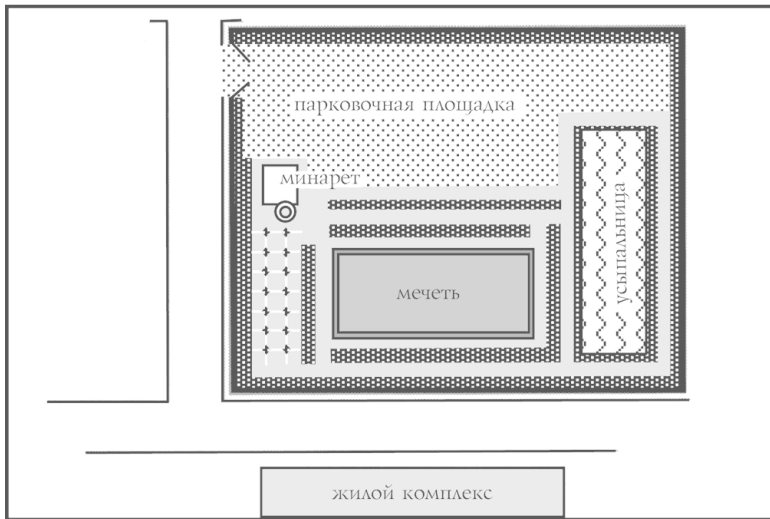 парковочная площадка
минарет
усыпальница
мечеть
жилой комплекс